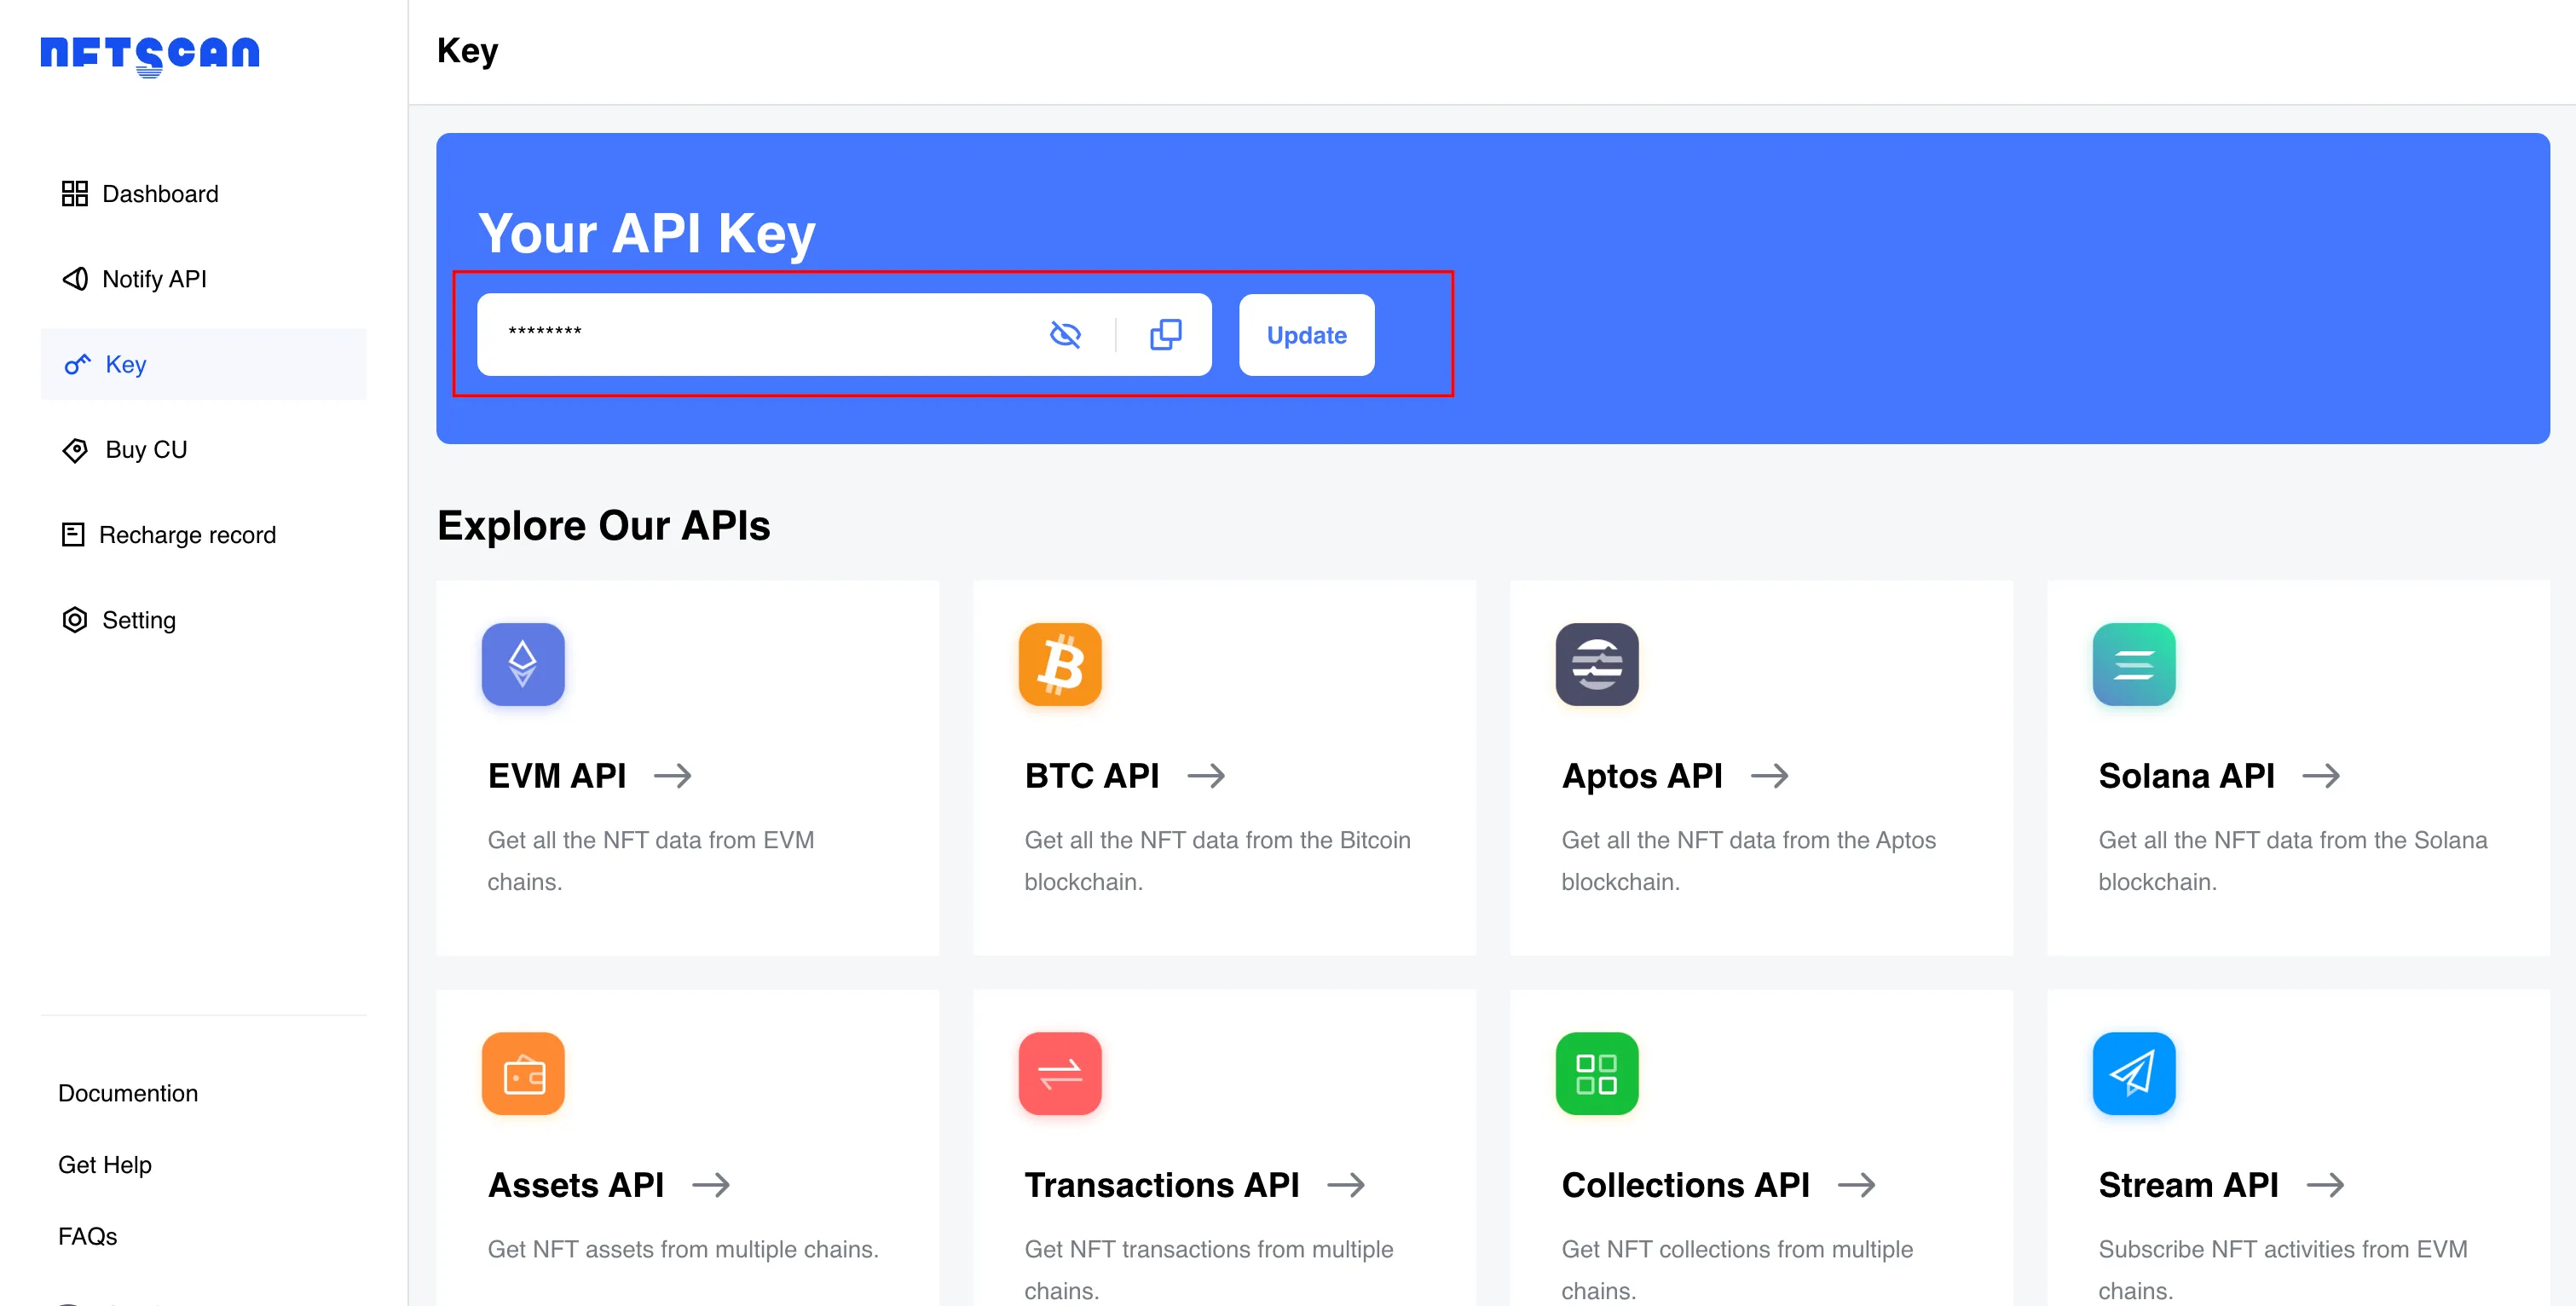 NFTSCAN
Key
Dashboard
Notify API
Key
Buy CU
Recharge record
Setting
Documention
Get Help
FAQs
Your API Key
********
Update
Explore Our APIs
EVM API
Get all the NFT data from EVM
chains.
BTC API
Get all the NFT data from the Bitcoin
blockchain.
Aptos API
Get all the NFT data from the Aptos
blockchain.
Solana API
Get all the NFT data from the Solana
blockchain.
Assets API
Get NFT assets from multiple chains.
Transactions API
Get NFT transactions from multiple
chains.
Collections API
Get NFT collections from multiple
chains.
Stream API
Subscribe NFT activities from EVM
chains.